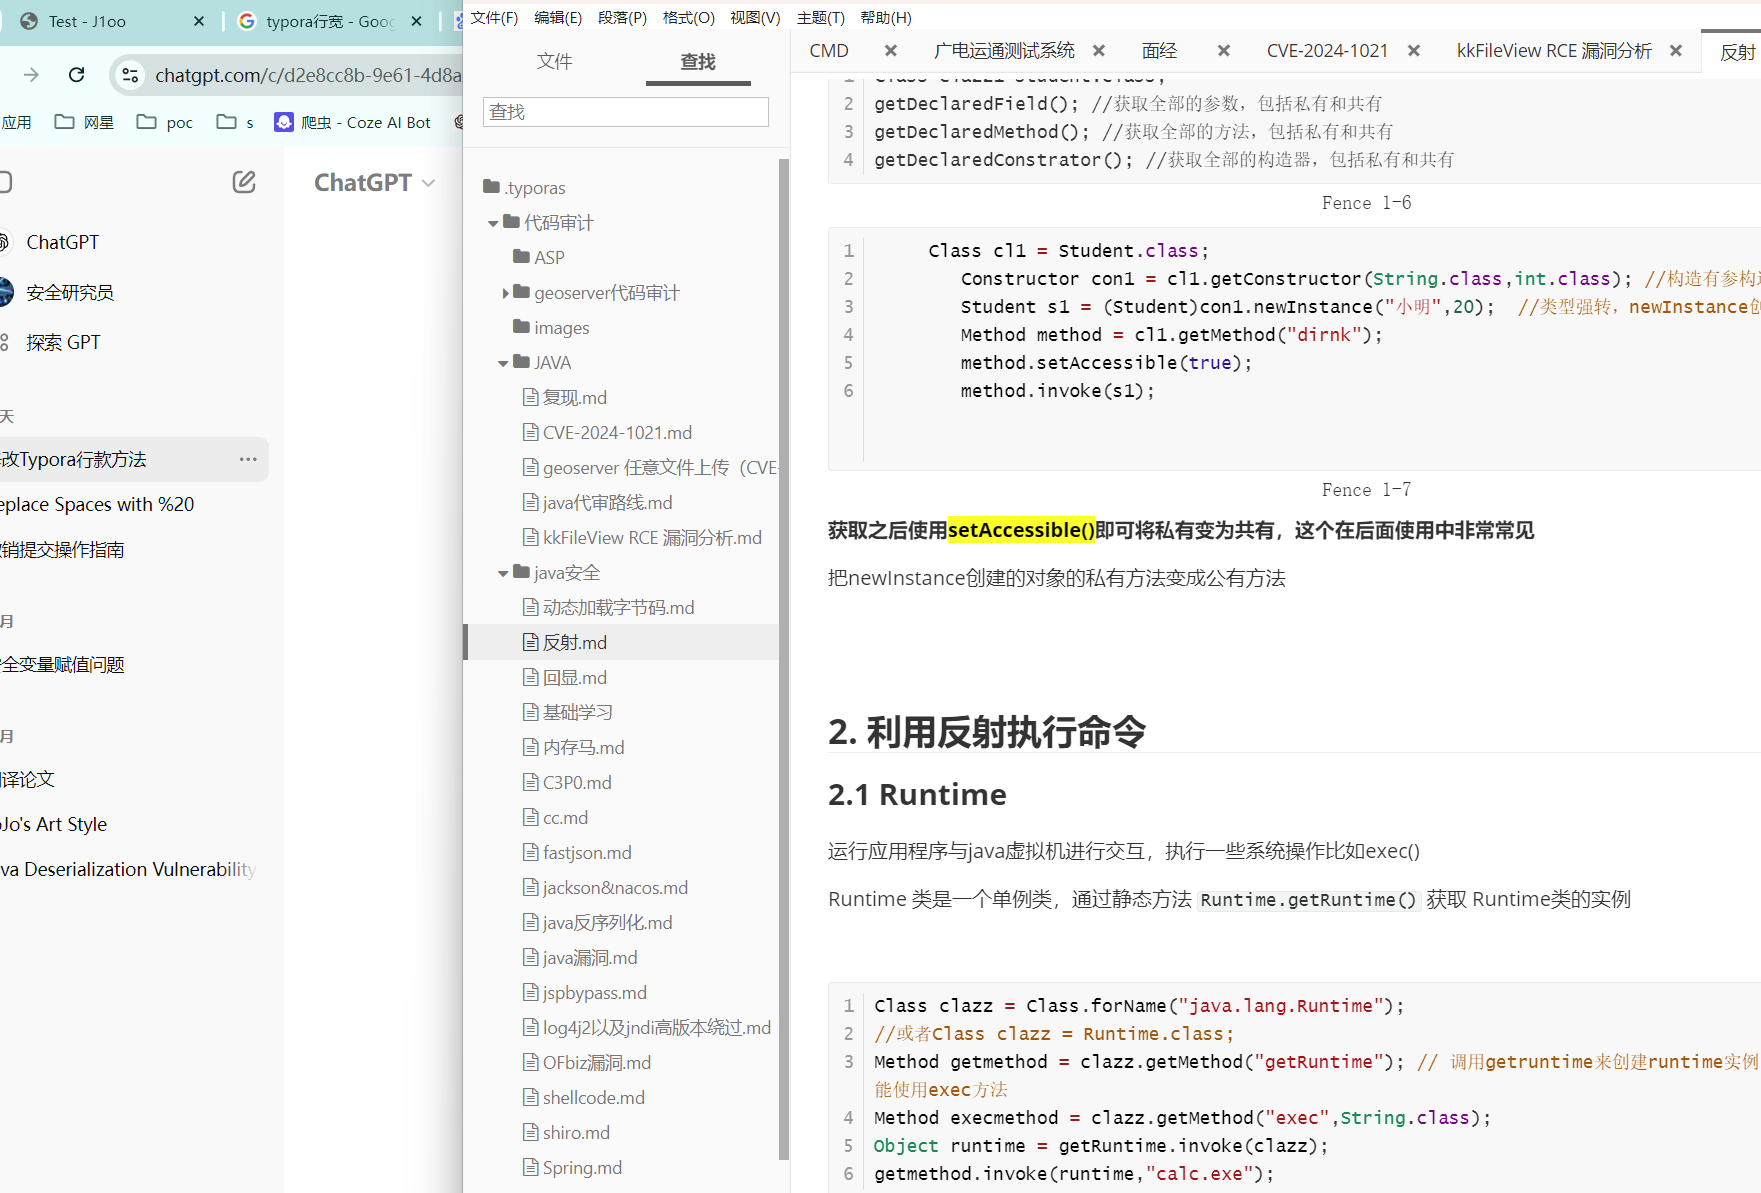 Test - J1oo
typora行宽 - Goo
chatgpt.com/c/d2e8cc8b-9e61-4d8a
应用
网星
poc
s
爬虫 - Coze AI Bot
ChatGPT
ChatGPT
安全研究员
探索 GPT
天
改Typora行款方法
eplace Spaces with %20
销提交操作指南
月
全变量赋值问题
月
译论文
Jo's Art Style
va Deserialization Vulnerability
文件(F) 编辑(E) 段落(P) 格式(O) 视图(V) 主题(T) 帮助(H)
文件
查找
查找
.typoras
代码审计
ASP
geoserver代码审计
images
JAVA
复现.md
CVE-2024-1021.md
geoserver 任意文件上传（CVE-
java代审路线.md
kkFileView RCE 漏洞分析.md
java安全
动态加载字节码.md
反射.md
回显.md
基础学习
内存马.md
C3P0.md
cc.md
fastjson.md
jackson&nacos.md
java反序列化.md
java漏洞.md
jspbypass.md
log4j2以及jndi高版本绕过.md
OFbiz漏洞.md
shellcode.md
shiro.md
Spring.md
CMD
广电运通测试系统
面经
CVE-2024-1021
kkFileView RCE 漏洞分析
反射
2 getDeclaredField(); //获取全部的参数，包括私有和共有
3 getDeclaredMethod(); //获取全部的方法，包括私有和共有
4 getDeclaredConstrator(); //获取全部的构造器，包括私有和共有
Fence 1-6
1 Class cl1 = Student.class;
2 Constructor con1 = cl1.getConstructor(String.class,int.class); //构造有参构
3 Student s1 = (Student)con1.newInstance("小明",20); //类型强转，newInstance创
4 Method method = cl1.getMethod("dirnk");
5 method.setAccessible(true);
6 method.invoke(s1);
Fence 1-7
获取之后使用setAccessible()即可将私有变为共有，这个在后面使用中非常常见
把newInstance创建的对象的私有方法变成公有方法
2. 利用反射执行命令
2.1 Runtime
运行应用程序与java虚拟机进行交互，执行一些系统操作比如exec()
Runtime 类是一个单例类，通过静态方法 Runtime.getRuntime() 获取 Runtime类的实例
1 Class clazz = Class.forName("java.lang.Runtime");
2 //或者Class clazz = Runtime.class;
3 Method getmethod = clazz.getMethod("getRuntime"); // 调用getruntime来创建runtime实例
能使用exec方法
4 Method execmethod = clazz.getMethod("exec",String.class);
5 Object runtime = getRuntime.invoke(clazz);
6 getmethod.invoke(runtime,"calc.exe");